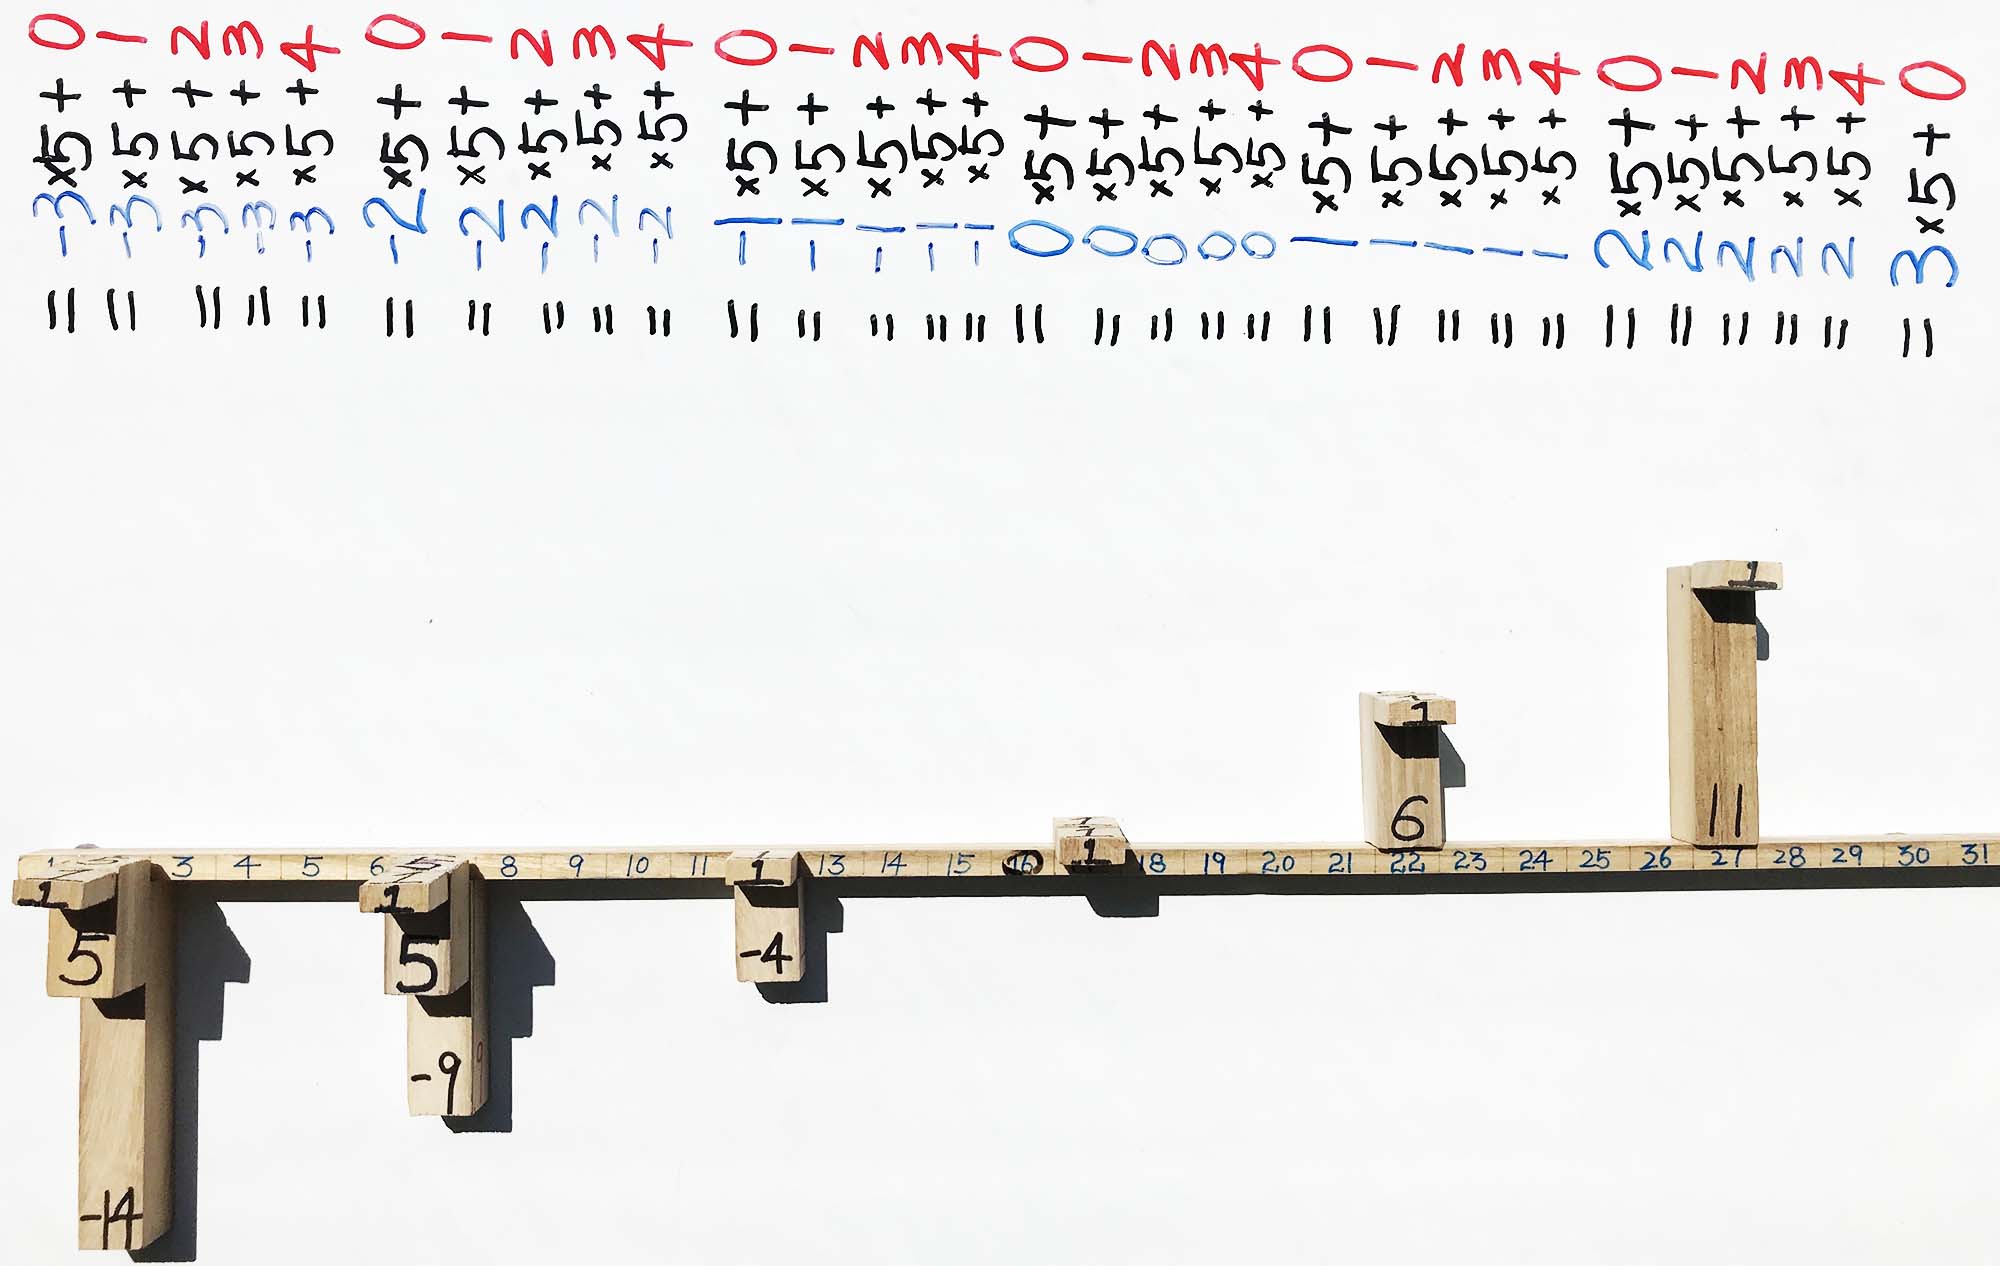 = -3 ×5 + 0
= -3 ×5 + 1
= -3 ×5 + 2
= -3 ×5 + 3
= -3 ×5 + 4
= -2 ×5 + 0
= -2 ×5 + 1
= -2 ×5 + 2
= -2 ×5 + 3
= -2 ×5 + 4
= -1 ×5 + 0
= -1 ×5 + 1
= -1 ×5 + 2
= -1 ×5 + 3
= -1 ×5 + 4
= 0 ×5 + 0
= 0 ×5 + 1
= 0 ×5 + 2
= 0 ×5 + 3
= 0 ×5 + 4
= 1 ×5 + 0
= 1 ×5 + 1
= 1 ×5 + 2
= 1 ×5 + 3
= 1 ×5 + 4
= 2 ×5 + 0
= 2 ×5 + 1
= 2 ×5 + 2
= 2 ×5 + 3
= 2 ×5 + 4
= 3 ×5 + 0
1
1
6
11
1 3 4 5 6 8 9 10 11 13 14 15 16 18 19 20 21 22 23 24 25 26 27 28 29 30 31
1
1
1
1
5
5
-4
-9
-14